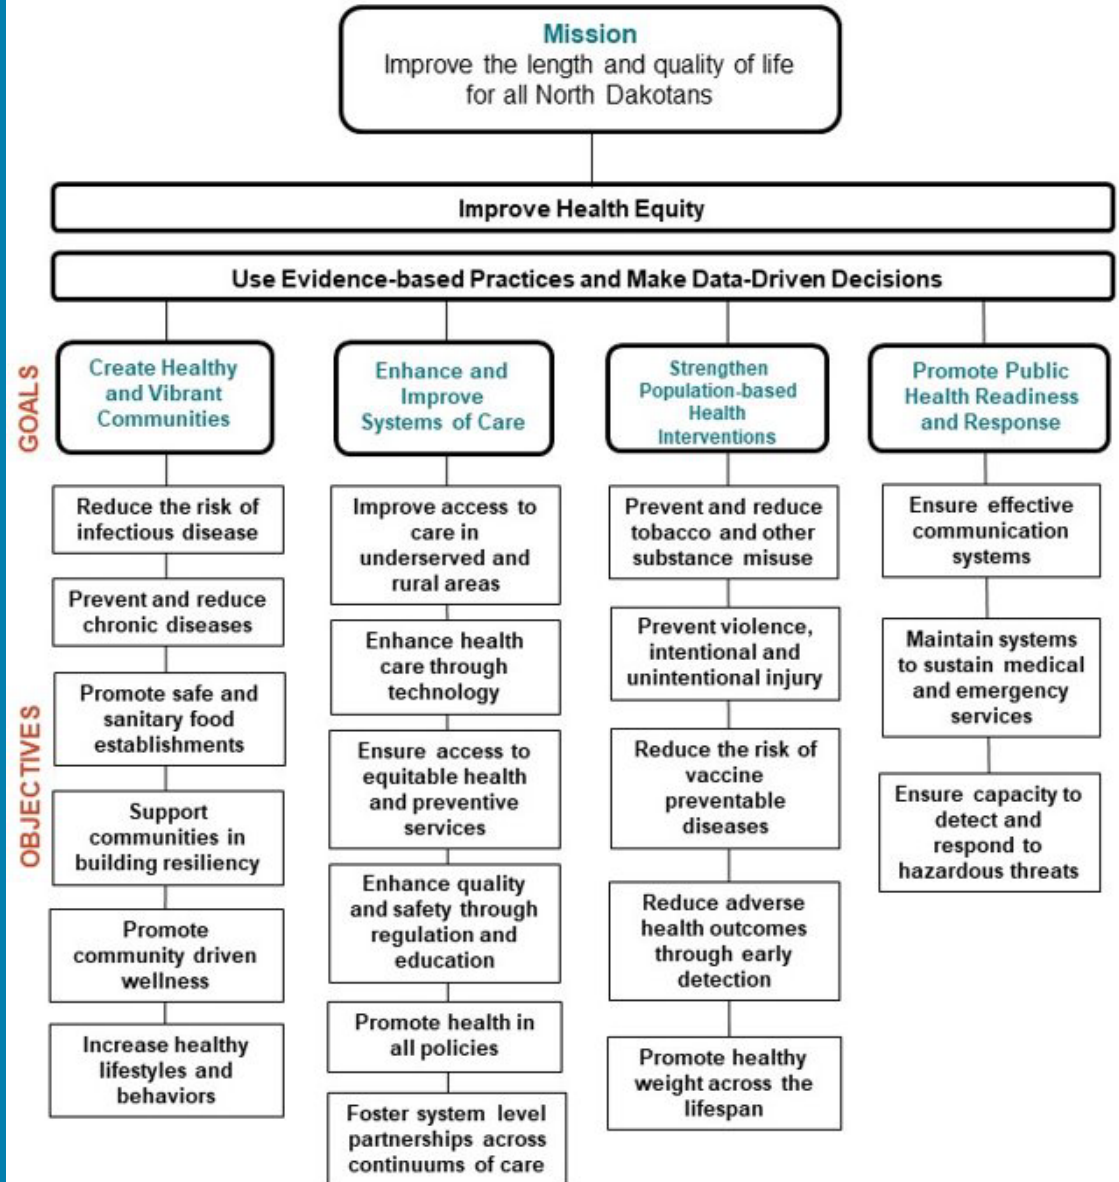 Mission
Improve the length and quality of life
for all North Dakotans
Improve Health Equity
Use Evidence-based Practices and Make Data-Driven Decisions
GOALS
Create Healthy
and Vibrant
Communities
Enhance and
Improve
Systems of Care
Strengthen
Population-based
Health
Interventions
Promote Public
Health Readiness
and Response
OBJECTIVES
Reduce the risk of
infectious disease
Prevent and reduce
chronic diseases
Promote safe and
sanitary food
establishments
Support
communities in
building resiliency
Promote
community driven
wellness
Increase healthy
lifestyles and
behaviors
Improve access to
care in
underserved and
rural areas
Enhance health
care through
technology
Ensure access to
equitable health
and preventive
services
Enhance quality
and safety through
regulation and
education
Promote health in
all policies
Foster system level
partnerships across
continuums of care
Prevent and reduce
tobacco and other
substance misuse
Prevent violence,
intentional and
unintentional injury
Reduce the risk of
vaccine
preventable
diseases
Reduce adverse
health outcomes
through early
detection
Promote healthy
weight across the
lifespan
Ensure effective
communication
systems
Maintain systems
to sustain medical
and emergency
services
Ensure capacity to
detect and
respond to
hazardous threats